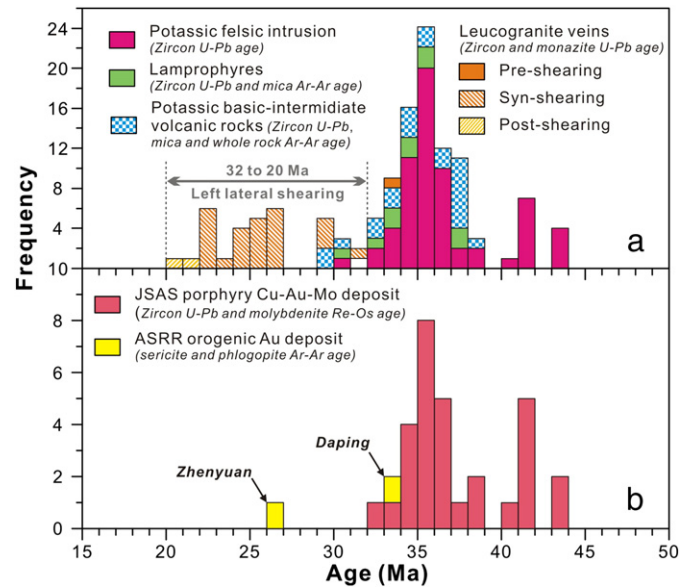 26
24
20
16
12
8
4
10
Frequency
Potassic felsic intrusion
(Zircon U-Pb age)
Lamprophyres
(Zircon U-Pb and mica Ar-Ar age)
Potassic basic-intermidiate
volcanic rocks (Zircon U-Pb,
mica and whole rock Ar-Ar age)
Leucogranite veins
(Zircon and monazite U-Pb age)
Pre-shearing
Syn-shearing
Post-shearing
32 to 20 Ma
Left lateral shearing
a
8
6
4
2
0
JSAS porphyry Cu-Au-Mo deposit
(Zircon U-Pb and molybdenite Re-Os age)
ASRR orogenic Au deposit
(sericite and phlogopite Ar-Ar age)
Daping
Zhenyuan
b
15 20 25 30 35 40 45 50
Age (Ma)